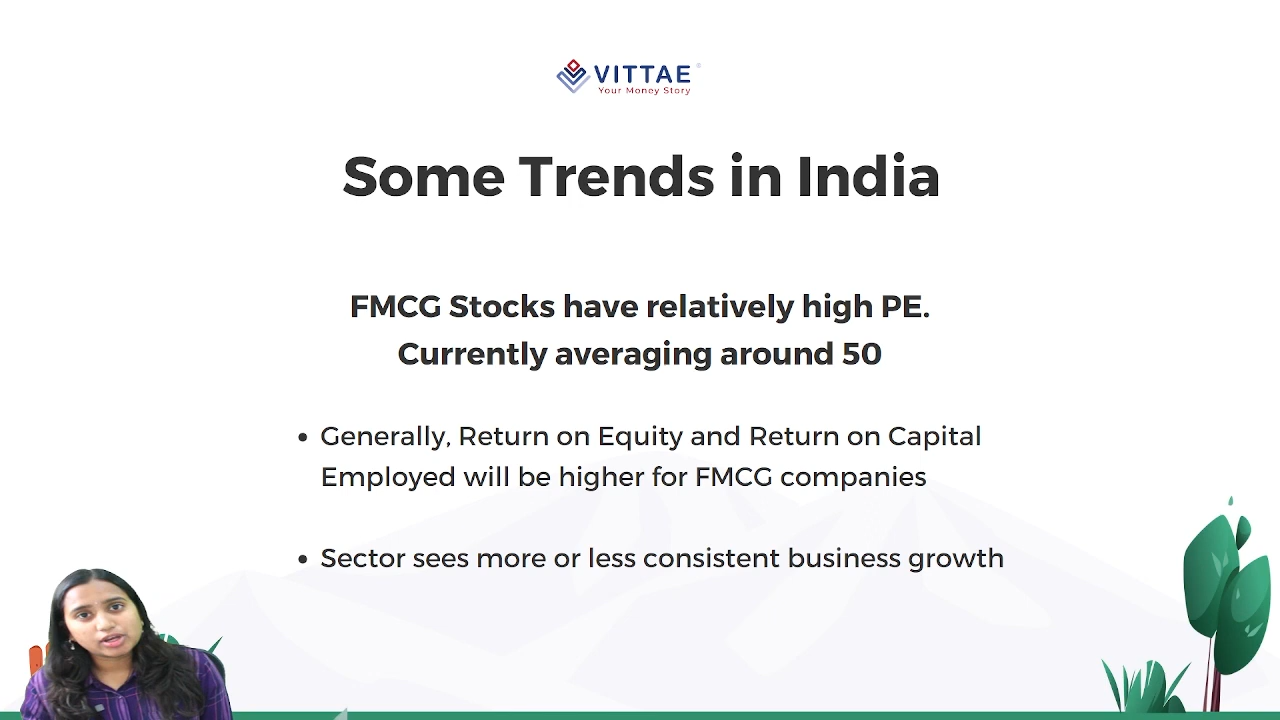 VITTAE
Your Money Story
Some Trends in India
FMCG Stocks have relatively high PE.
Currently averaging around 50
• Generally, Return on Equity and Return on Capital
Employed will be higher for FMCG companies
• Sector sees more or less consistent business growth